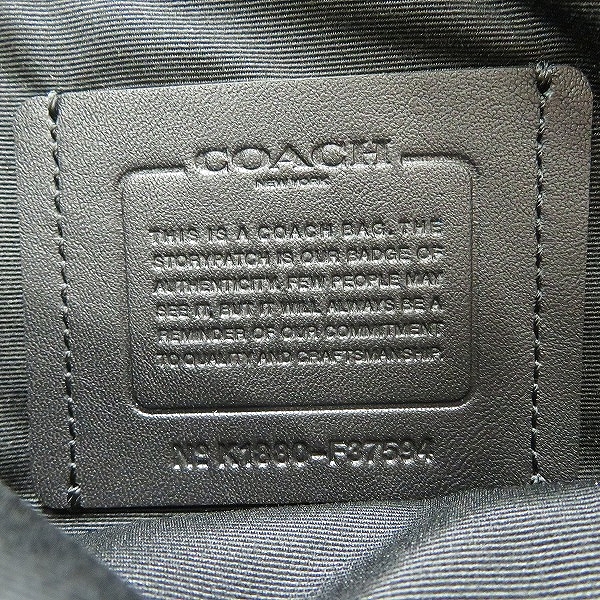 COACH
NEW YORK
THIS IS A COACH BAG. THE
STORYPATCH IS OUR BADGE OF
AUTHENTICITY. FEW PEOPLE MAY
SEE IT, BUT IT WILL ALWAYS BE A
REMINDER OF OUR COMMITMENT
TO QUALITY AND CRAFTSMANSHIP.
Nº K1880-F37594